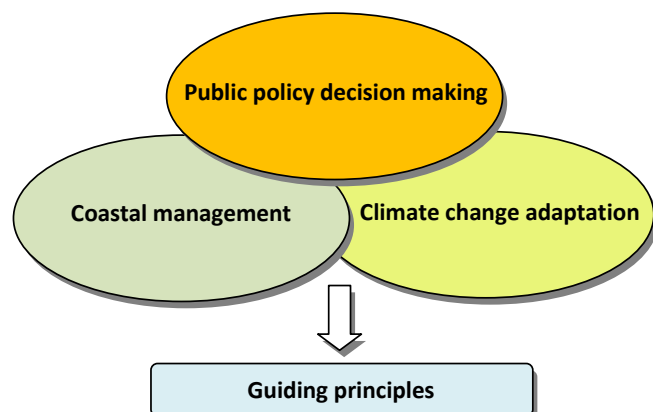 Public policy decision making
Coastal management
Climate change adaptation
Guiding principles